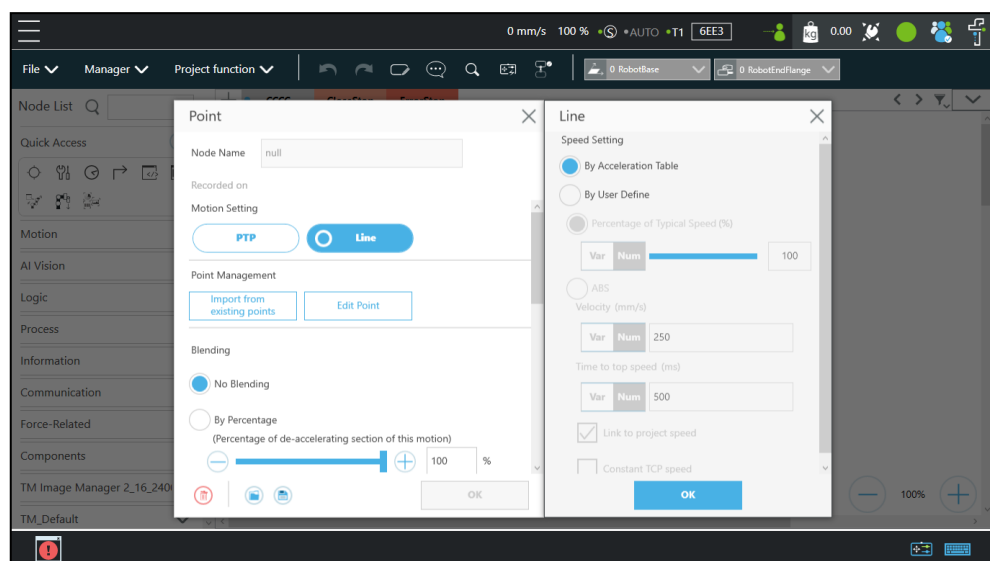 0 mm/s 100 % S AUTO T1 6EE3 kg 0.00
File Manager Project function 0 RobotBase 0 RobotEndFlange
Node List
Quick Access
Motion
AI Vision
Logic
Process
Information
Communication
Force-Related
Components
TM Image Manager 2_16_240
TM_Default
Point
Node Name null
Recorded on
Motion Setting
PTP Line
Point Management
Import from
existing points
Edit Point
Blending
No Blending
By Percentage
(Percentage of de-accelerating section of this motion)
100 %
OK
Line
Speed Setting
By Acceleration Table
By User Define
Percentage of Typical Speed (%)
Var Num 100
ABS
Velocity (mm/s)
Var Num 250
Time to top speed (ms)
Var Num 500
Link to project speed
Constant TCP speed
OK
100%